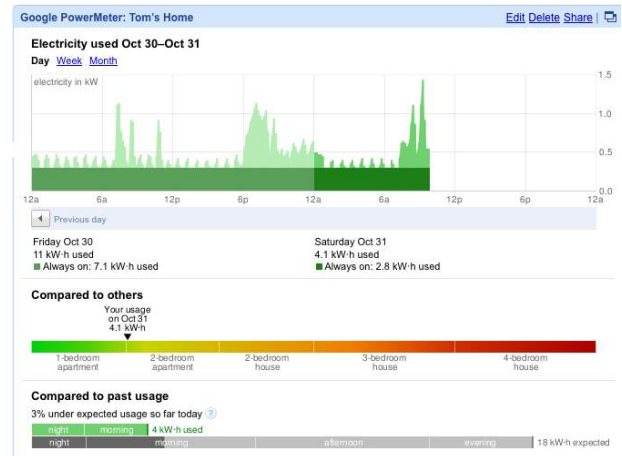 Google PowerMeter: Tom's Home
Edit Delete Share |
Electricity used Oct 30–Oct 31
Day Week Month
electricity in kW
1.5
1.0
0.5
0.0
12a 6a 12p 6p 12a 6a 12p 6p 12a
Previous day
Friday Oct 30
11 kW·h used
Always on: 7.1 kW·h used
Saturday Oct 31
4.1 kW·h used
Always on: 2.8 kW·h used
Compared to others
Your usage
on Oct 31
4.1 kW·h
1-bedroom
apartment
2-bedroom
apartment
2-bedroom
house
3-bedroom
house
4-bedroom
house
Compared to past usage
3% under expected usage so far today ?
night morning 4 kW·h used
night morning afternoon evening 18 kW·h expected